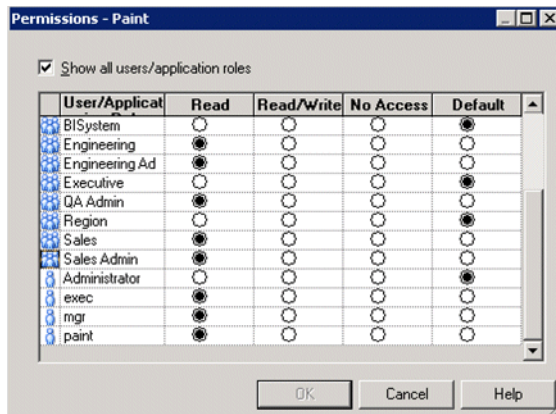 Permissions - Paint
Show all users/application roles
User/Applicat Read Read/Write No Access Default
BISystem
Engineering
Engineering Ad
Executive
QA Admin
Region
Sales
Sales Admin
Administrator
exec
mgr
paint
OK Cancel Help